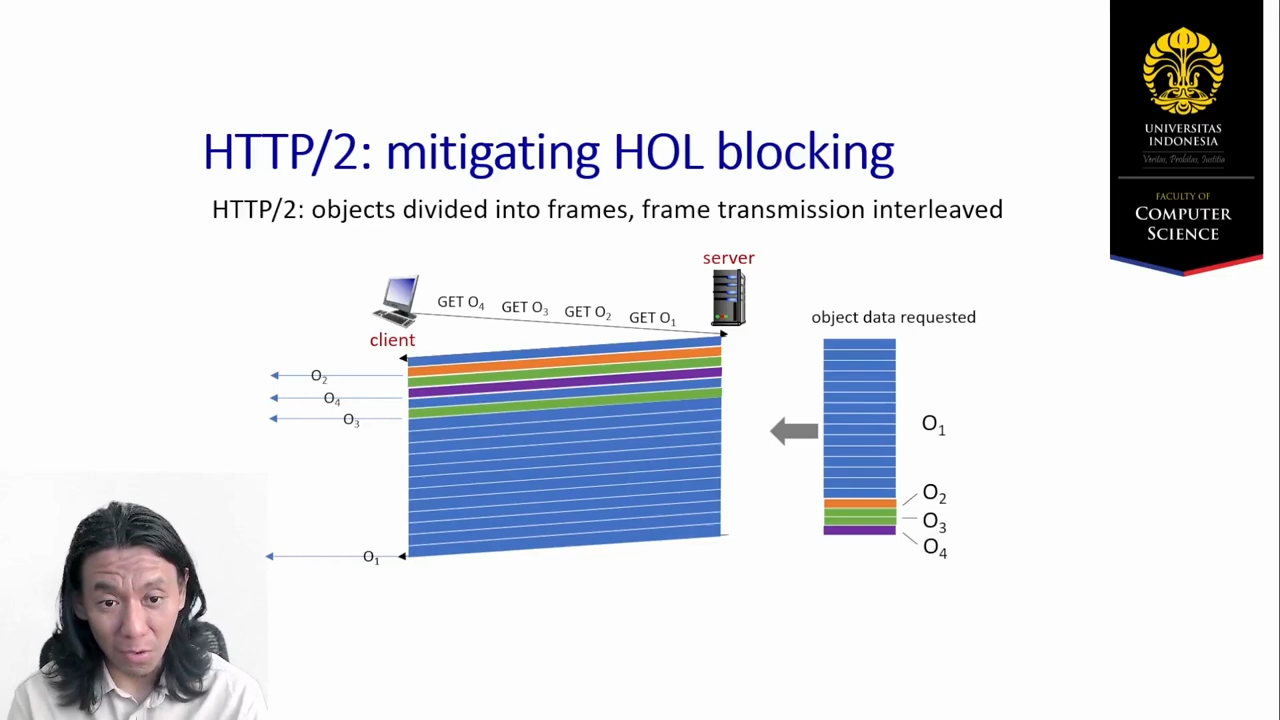 HTTP/2: mitigating HOL blocking
HTTP/2: objects divided into frames, frame transmission interleaved
server
GET O4 GET O3 GET O2 GET O1
client
object data requested
O2
O4
O3
O1
O1
O2
O3
O4
UNIVERSITAS
INDONESIA
Veritas, Probitas, Iustitia
FACULTY OF
COMPUTER
SCIENCE